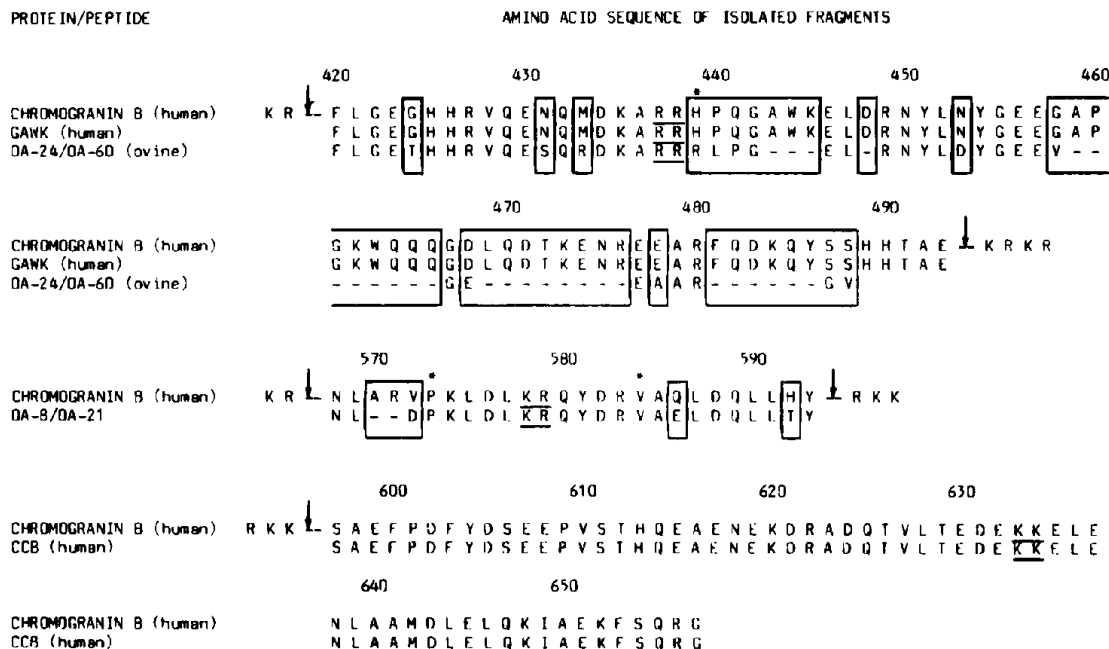 PROTEIN/PEPTIDE AMINO ACID SEQUENCE OF ISOLATED FRAGMENTS
420 430 * 440 450 460
CHROMOGRANIN B (human) K R - F L G E G H H R V Q E N Q M D K A R R H P Q G A W K E L D R N Y L N Y G E E G A P
GAWK (human) F L G E G H H R V Q E N Q M D K A R R H P Q G A W K E L D R N Y L N Y G E E G A P
OA-24/OA-60 (ovine) F L G E T H H R V Q E S Q R D K A R R R L P G - - - E L - R N Y L D Y G E E V - -
470 480 490
CHROMOGRANIN B (human) G K W Q Q Q G D L Q D T K E N R E E A R F Q D K Q Y S S H H T A E - K R K R
GAWK (human) G K W Q Q Q G D L Q D T K E N R E E A R F Q D K Q Y S S H H T A E
OA-24/OA-60 (ovine) - - - - - - G E - - - - - - - - E A A R - - - - - - G V
570 * 580 * 590
CHROMOGRANIN B (human) K R - N L A R V P K L D L K R Q Y D R V A Q L D Q L L H Y - R K K
OA-8/OA-21 N L - - D P K L D L K R Q Y D R V A E L D Q L L T Y
600 610 620 630
CHROMOGRANIN B (human) R K K - S A E F P D F Y D S E E P V S T H Q E A E N E K D R A D Q T V L T E D E K K E L E
CCB (human) S A E F P D F Y D S E E P V S T H Q E A E N E K D R A D Q T V L T E D E K K E L E
640 650
CHROMOGRANIN B (human) N L A A M D L E L Q K I A E K F S Q R G
CCB (human) N L A A M D L E L Q K I A E K F S Q R G